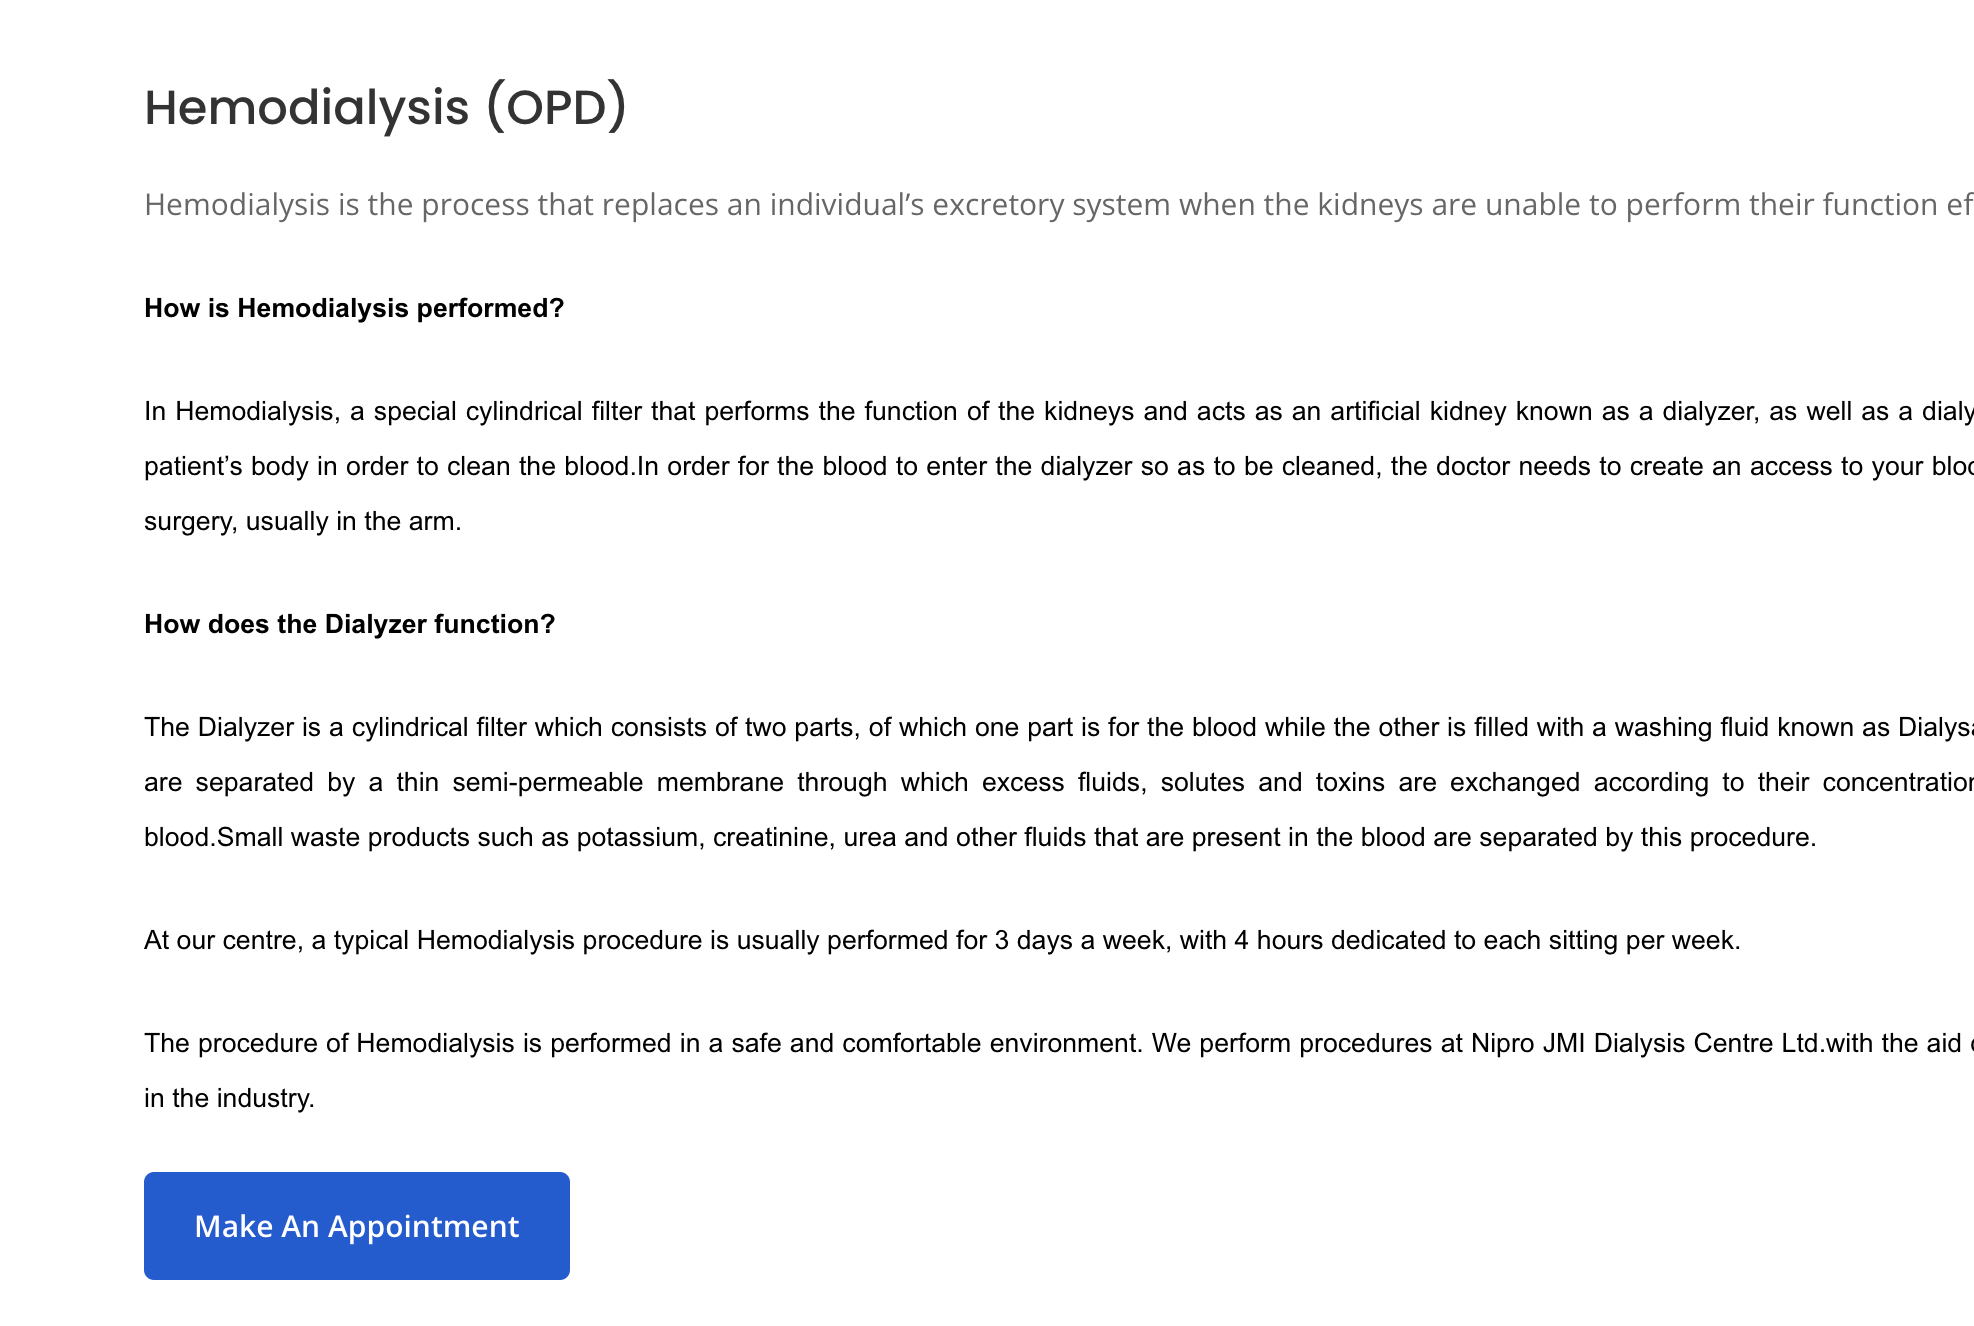 Hemodialysis (OPD)
Hemodialysis is the process that replaces an individual’s excretory system when the kidneys are unable to perform their function ef
How is Hemodialysis performed?
In Hemodialysis, a special cylindrical filter that performs the function of the kidneys and acts as an artificial kidney known as a dialyzer, as well as a dialy
patient’s body in order to clean the blood.In order for the blood to enter the dialyzer so as to be cleaned, the doctor needs to create an access to your bloo
surgery, usually in the arm.
How does the Dialyzer function?
The Dialyzer is a cylindrical filter which consists of two parts, of which one part is for the blood while the other is filled with a washing fluid known as Dialysa
are separated by a thin semi-permeable membrane through which excess fluids, solutes and toxins are exchanged according to their concentration
blood.Small waste products such as potassium, creatinine, urea and other fluids that are present in the blood are separated by this procedure.
At our centre, a typical Hemodialysis procedure is usually performed for 3 days a week, with 4 hours dedicated to each sitting per week.
The procedure of Hemodialysis is performed in a safe and comfortable environment. We perform procedures at Nipro JMI Dialysis Centre Ltd.with the aid
in the industry.
Make An Appointment